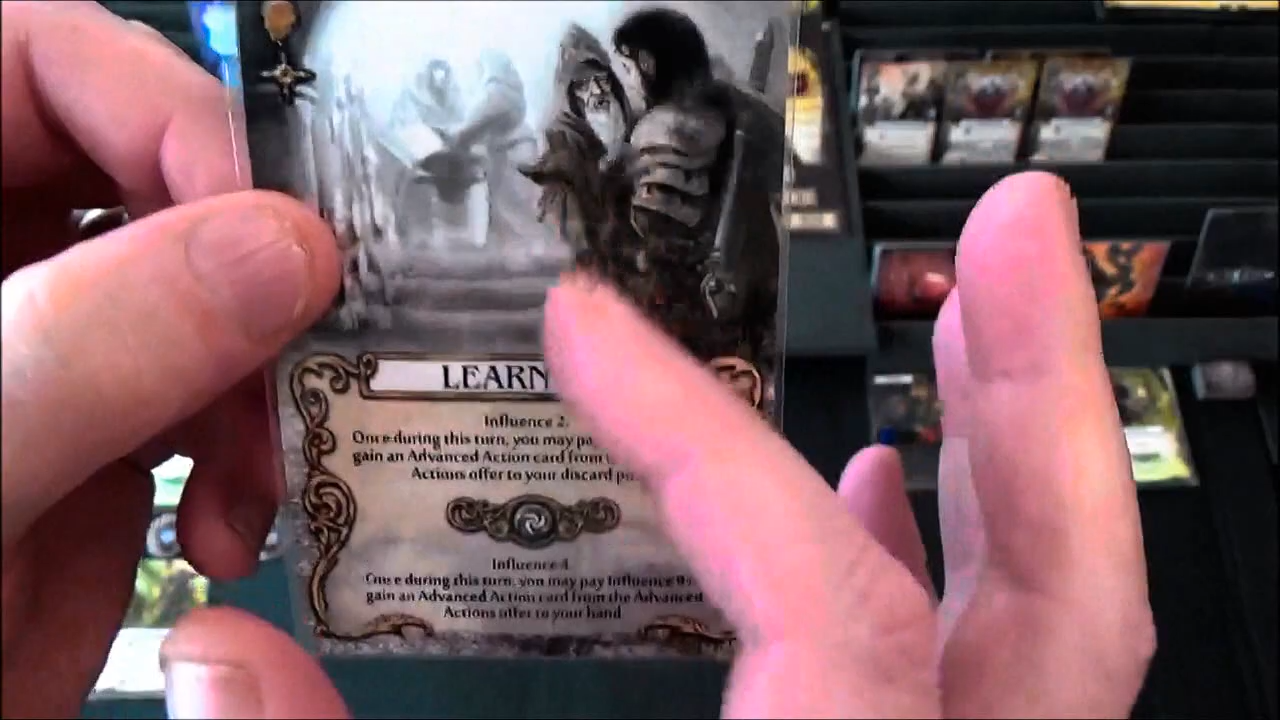 LEARN
Influence 2.
Once during this turn, you may pa
gain an Advanced Action card from
Actions offer to your discard
Influence 4.
Once during this turn, you may pay Influence 9
gain an Advanced Action card from the Advanced
Actions offer to your hand